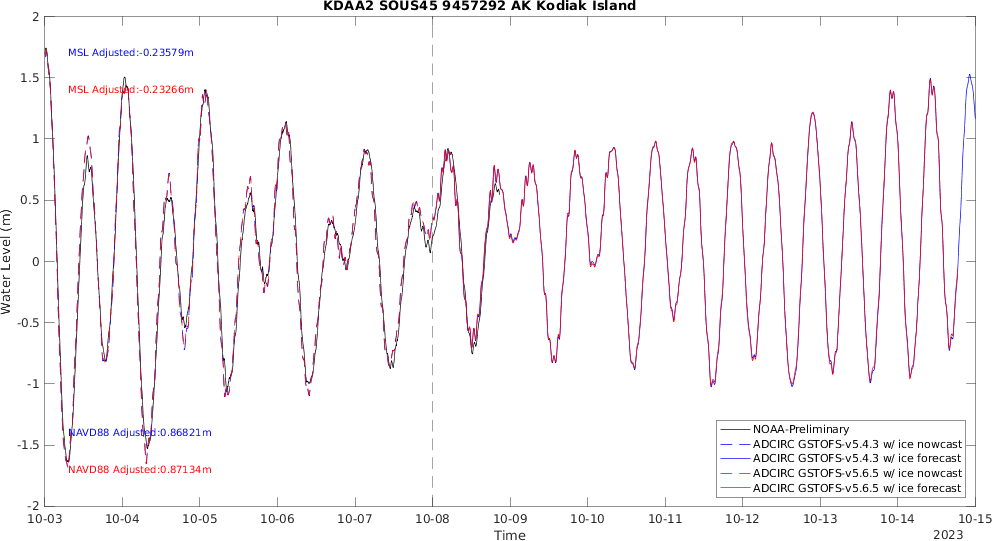 KDAA2 SOUS45 9457292 AK Kodiak Island
MSL Adjusted:-0.23579m
MSL Adjusted:-0.23266m
NAVD88 Adjusted:0.86821m
NAVD88 Adjusted:0.87134m
Water Level (m)
2
1.5
1
0.5
0
-0.5
-1
-1.5
-2
NOAA-Preliminary
ADCIRC GSTOFS-v5.4.3 w/ ice nowcast
ADCIRC GSTOFS-v5.4.3 w/ ice forecast
ADCIRC GSTOFS-v5.6.5 w/ ice nowcast
ADCIRC GSTOFS-v5.6.5 w/ ice forecast
10-03 10-04 10-05 10-06 10-07 10-08 10-09 10-10 10-11 10-12 10-13 10-14 10-15
Time
2023